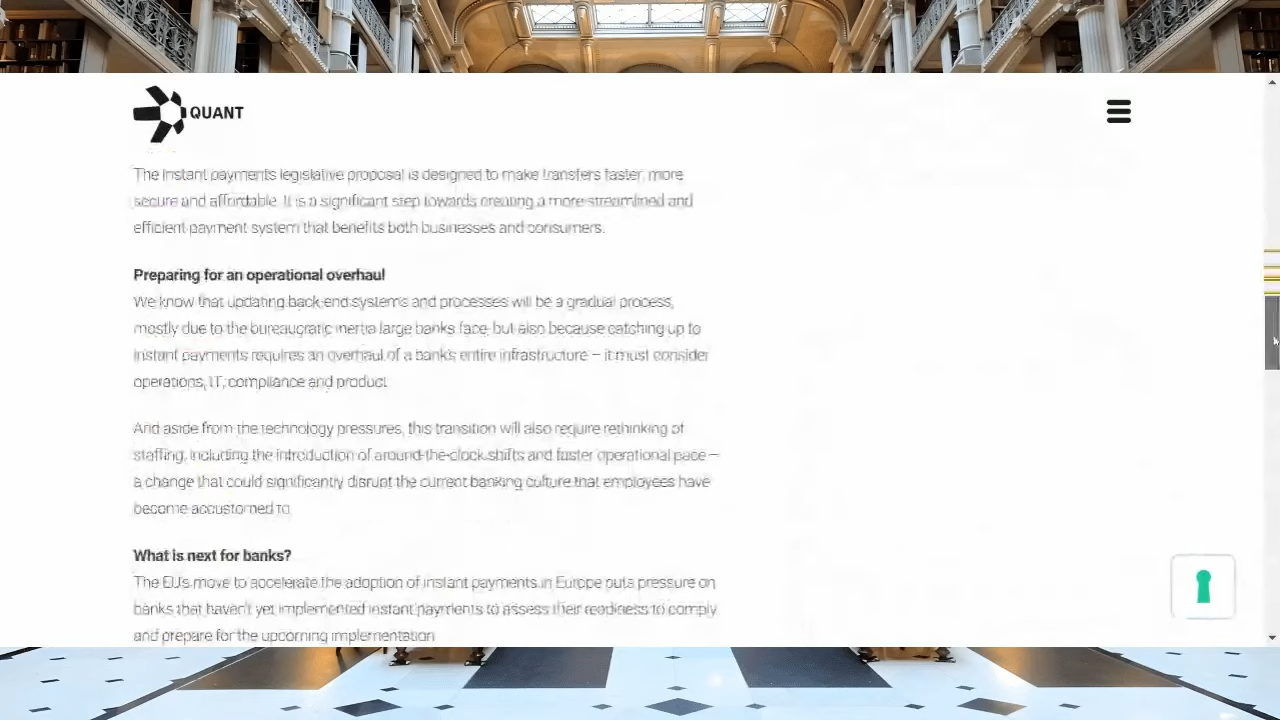 QUANT
The instant payments legislative proposal is designed to make transfers faster, more
secure and affordable. It is a significant step towards creating a more streamlined and
efficient payment system that benefits both businesses and consumers.
Preparing for an operational overhaul
We know that updating back-end systems and processes will be a gradual process,
mostly due to the bureaucratic inertia large banks face, but also because catching up to
instant payments requires an overhaul of a bank's entire infrastructure – it must consider
operations, IT, compliance and product.
And aside from the technology pressures, this transition will also require rethinking of
staffing, including the introduction of around-the-clock shifts and faster operational pace –
a change that could significantly disrupt the current banking culture that employees have
become accustomed to.
What is next for banks?
The EU's move to accelerate the adoption of instant payments in Europe puts pressure on
banks that haven't yet implemented instant payments to assess their readiness to comply
and prepare for the upcoming implementation